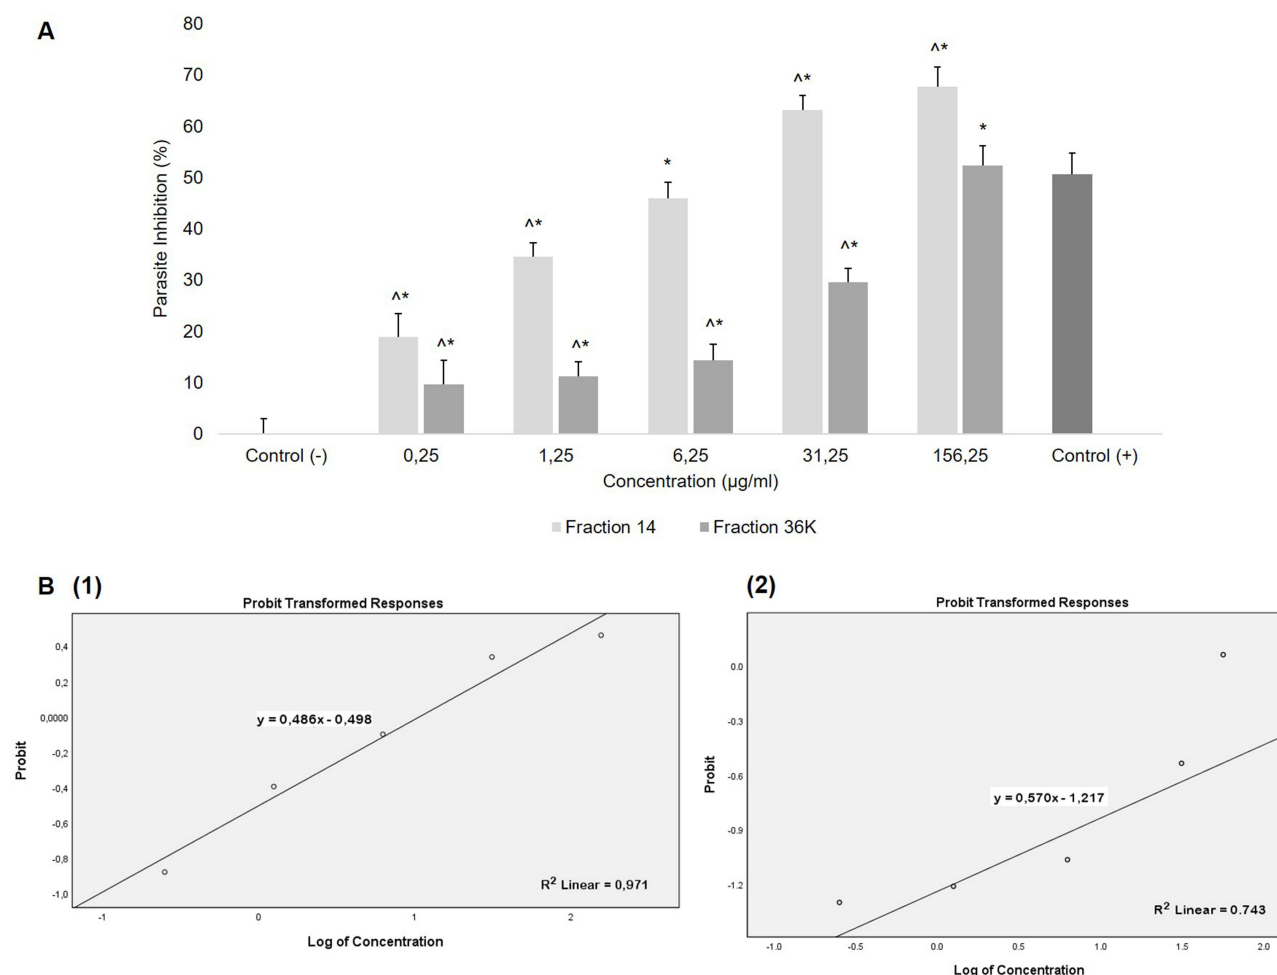 A
80
70
60
50
40
30
20
10
0
Parasite Inhibition (%)
^* ^* ^* ^* * ^* ^* ^* ^* *
Control (-) 0,25 1,25 6,25 31,25 156,25 Control (+)
Concentration (µg/ml)
Fraction 14 Fraction 36K
B (1)
Probit Transformed Responses
0,4
0,2
0,0000
-0,2
-0,4
-0,6
-0,8
-1,0
Probit
y = 0,486x - 0,498
R² Linear = 0,971
-1 0 1 2
Log of Concentration
(2)
Probit Transformed Responses
0.0
-0.3
-0.6
-0.9
-1.2
Probit
y = 0,570x - 1,217
R² Linear = 0.743
-1.0 -0.5 0.0 0.5 1.0 1.5 2.0
Log of Concentration